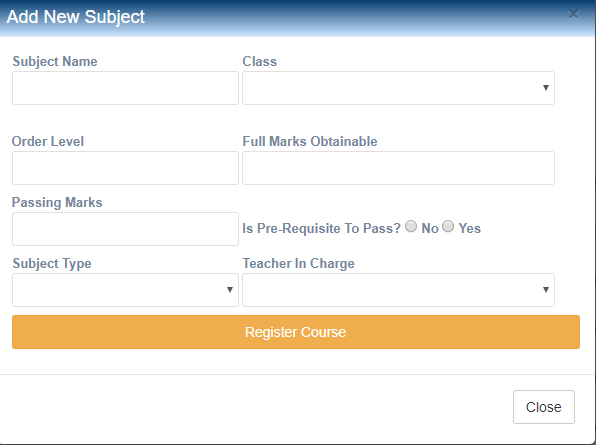 Add New Subject ×
Subject Name Class
Order Level Full Marks Obtainable
Passing Marks
Is Pre-Requisite To Pass? No Yes
Subject Type Teacher In Charge
Register Course
Close